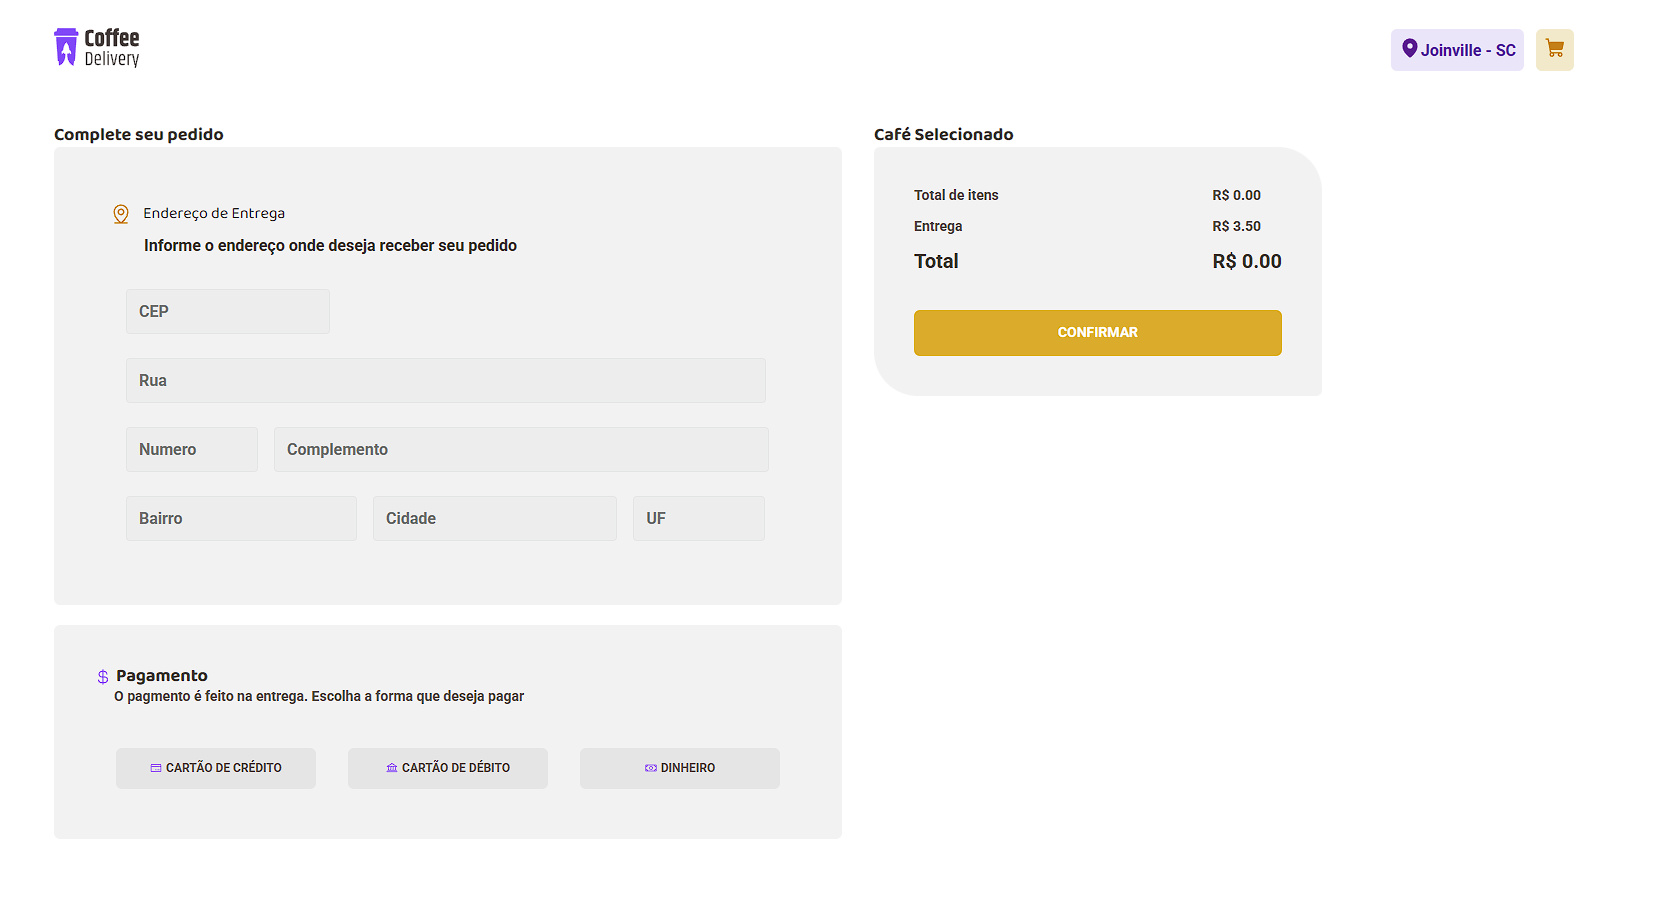 Coffee
Delivery
Joinville - SC
Complete seu pedido
Endereço de Entrega
Informe o endereço onde deseja receber seu pedido
CEP
Rua
Numero Complemento
Bairro Cidade UF
Pagamento
O pagmento é feito na entrega. Escolha a forma que deseja pagar
CARTÃO DE CRÉDITO CARTÃO DE DÉBITO DINHEIRO
Café Selecionado
Total de itens R$ 0.00
Entrega R$ 3.50
Total R$ 0.00
CONFIRMAR